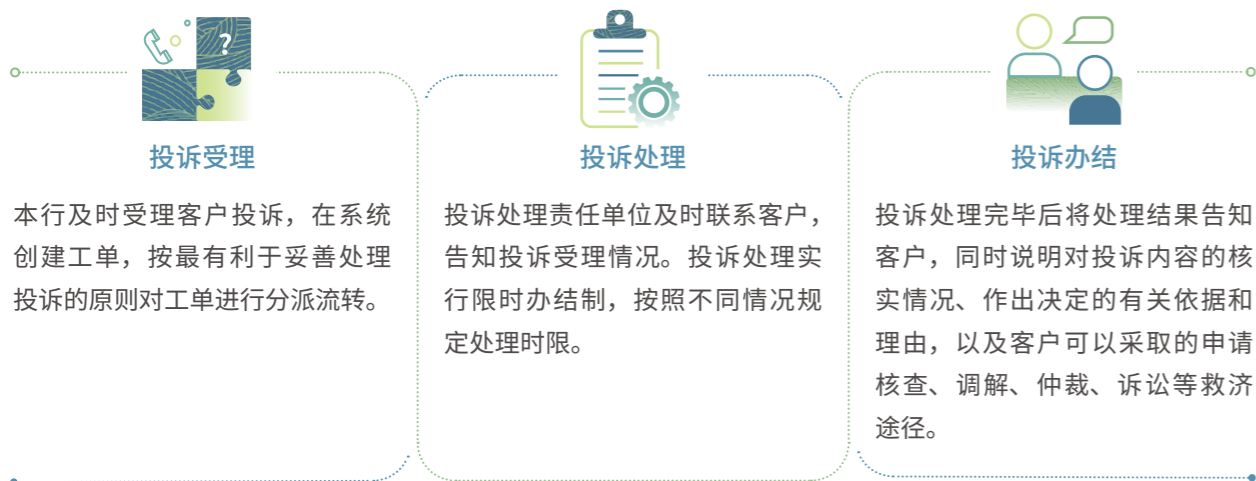 ?
投诉受理
本行及时受理客户投诉，在系统
创建工单，按最有利于妥善处理
投诉的原则对工单进行分派流转。
投诉处理
投诉处理责任单位及时联系客户，
告知投诉受理情况。投诉处理实
行限时办结制，按照不同情况规
定处理时限。
投诉办结
投诉处理完毕后将处理结果告知
客户，同时说明对投诉内容的核
实情况、作出决定的有关依据和
理由，以及客户可以采取的申请
核查、调解、仲裁、诉讼等救济
途径。